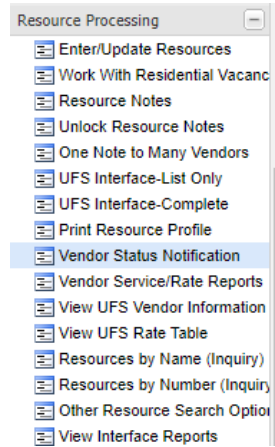 Resource Processing
Enter/Update Resources
Work With Residential Vacanc
Resource Notes
Unlock Resource Notes
One Note to Many Vendors
UFS Interface-List Only
UFS Interface-Complete
Print Resource Profile
Vendor Status Notification
Vendor Service/Rate Reports
View UFS Vendor Information
View UFS Rate Table
Resources by Name (Inquiry)
Resources by Number (Inquiry
Other Resource Search Option
View Interface Reports